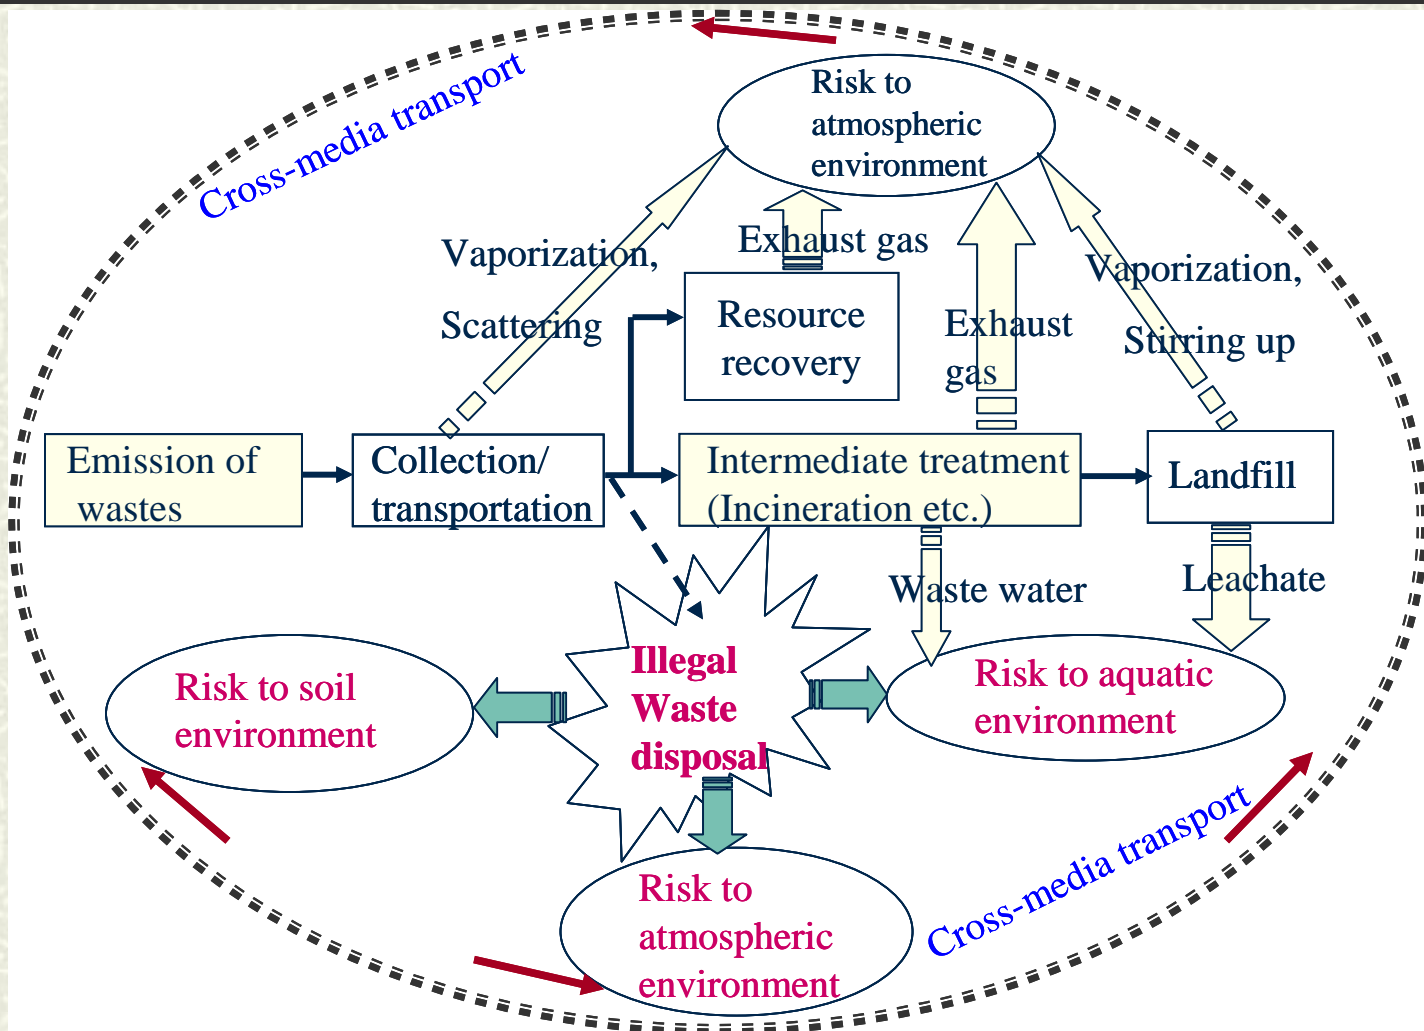 Cross-media transport
Risk to
atmospheric
environment
Vaporization,
Scattering
Exhaust gas
Resource
recovery
Exhaust
gas
Vaporization,
Stirring up
Emission of
wastes
Collection/
transportation
Intermediate treatment
(Incineration etc.)
Landfill
Waste water
Leachate
Risk to soil
environment
Illegal
Waste
disposal
Risk to aquatic
environment
Risk to
atmospheric
environment
Cross-media transport